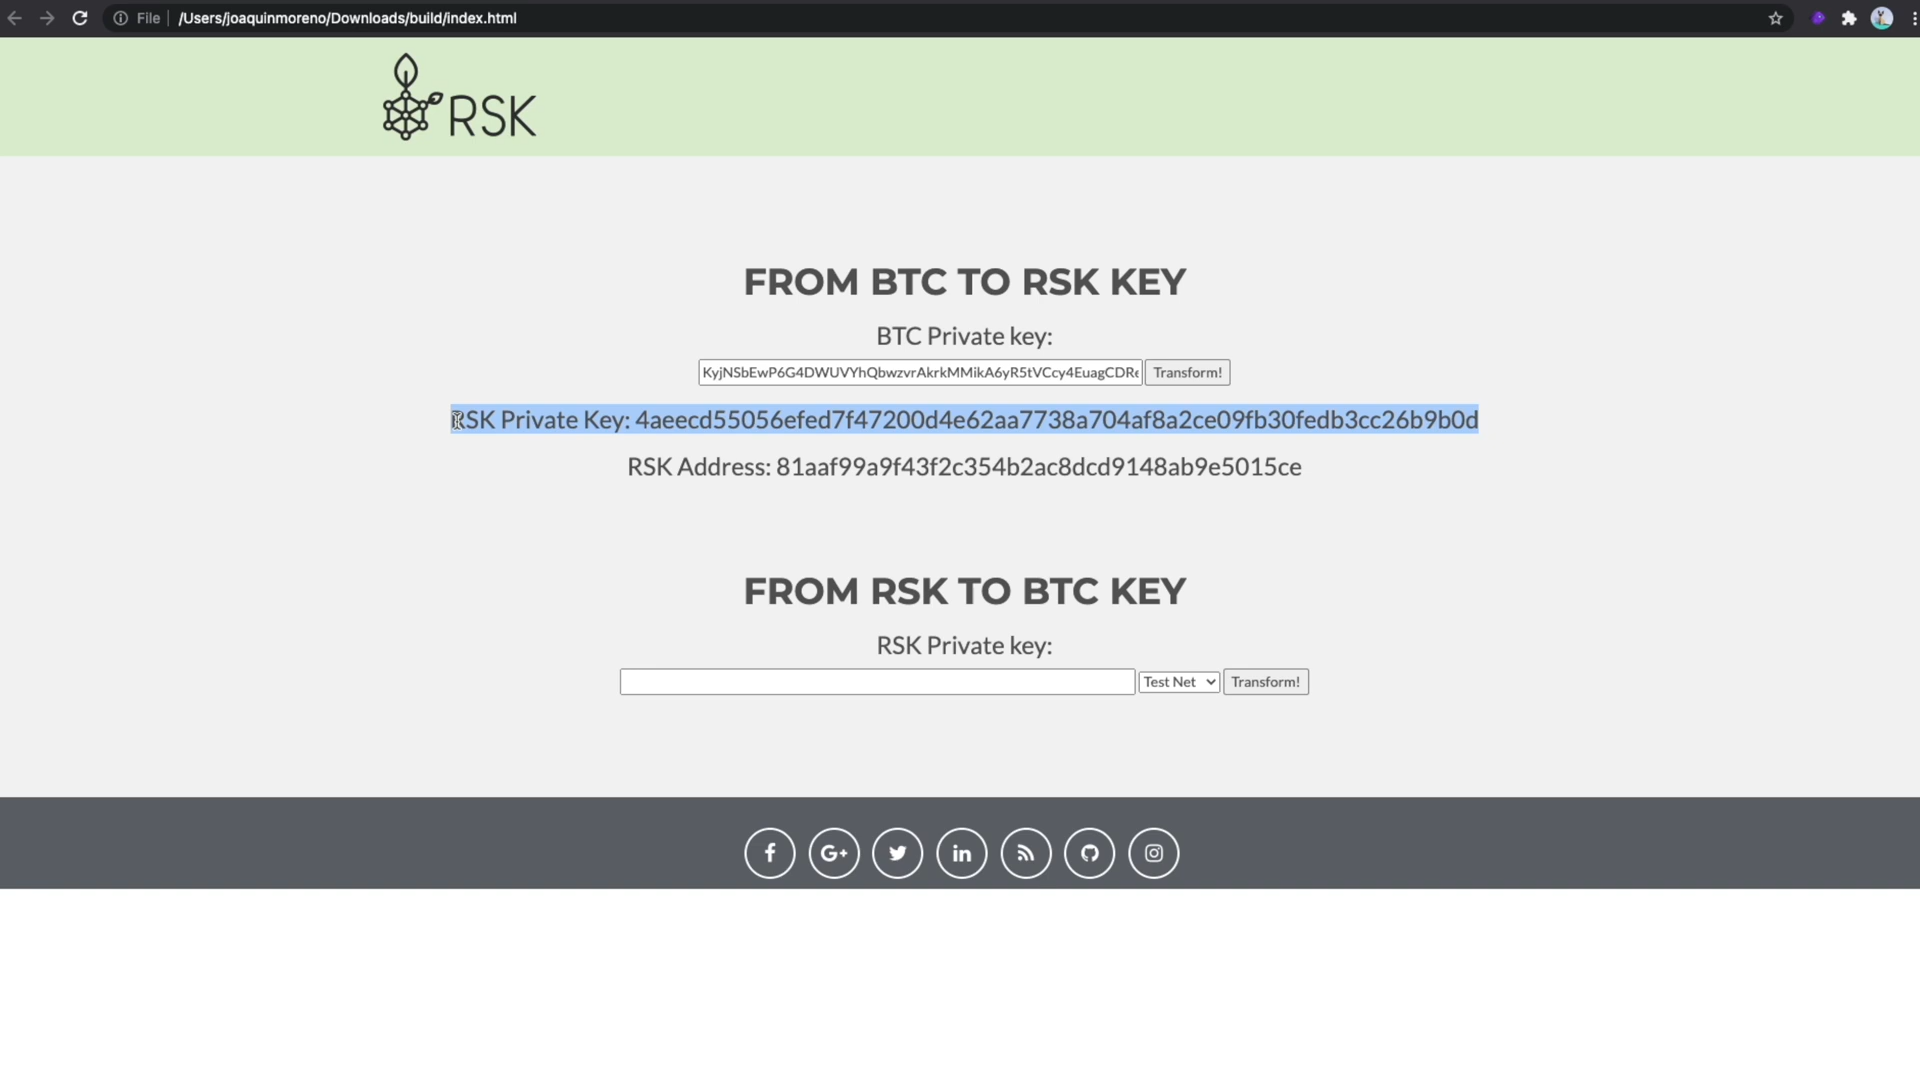 File
/Users/joaquinmoreno/Downloads/build/index.html
RSK
FROM BTC TO RSK KEY
BTC Private key:
KyjNSbEwP6G4DWUVYhQbwzvrAkrkMMikA6yR5tVCcy4EuagCDRe Transform!
RSK Private Key: 4aeecd55056efed7f47200d4e62aa7738a704af8a2ce09fb30fedb3cc26b9b0d
RSK Address: 81aaf99a9f43f2c354b2ac8dcd9148ab9e5015ce
FROM RSK TO BTC KEY
RSK Private key:
Test Net Transform!